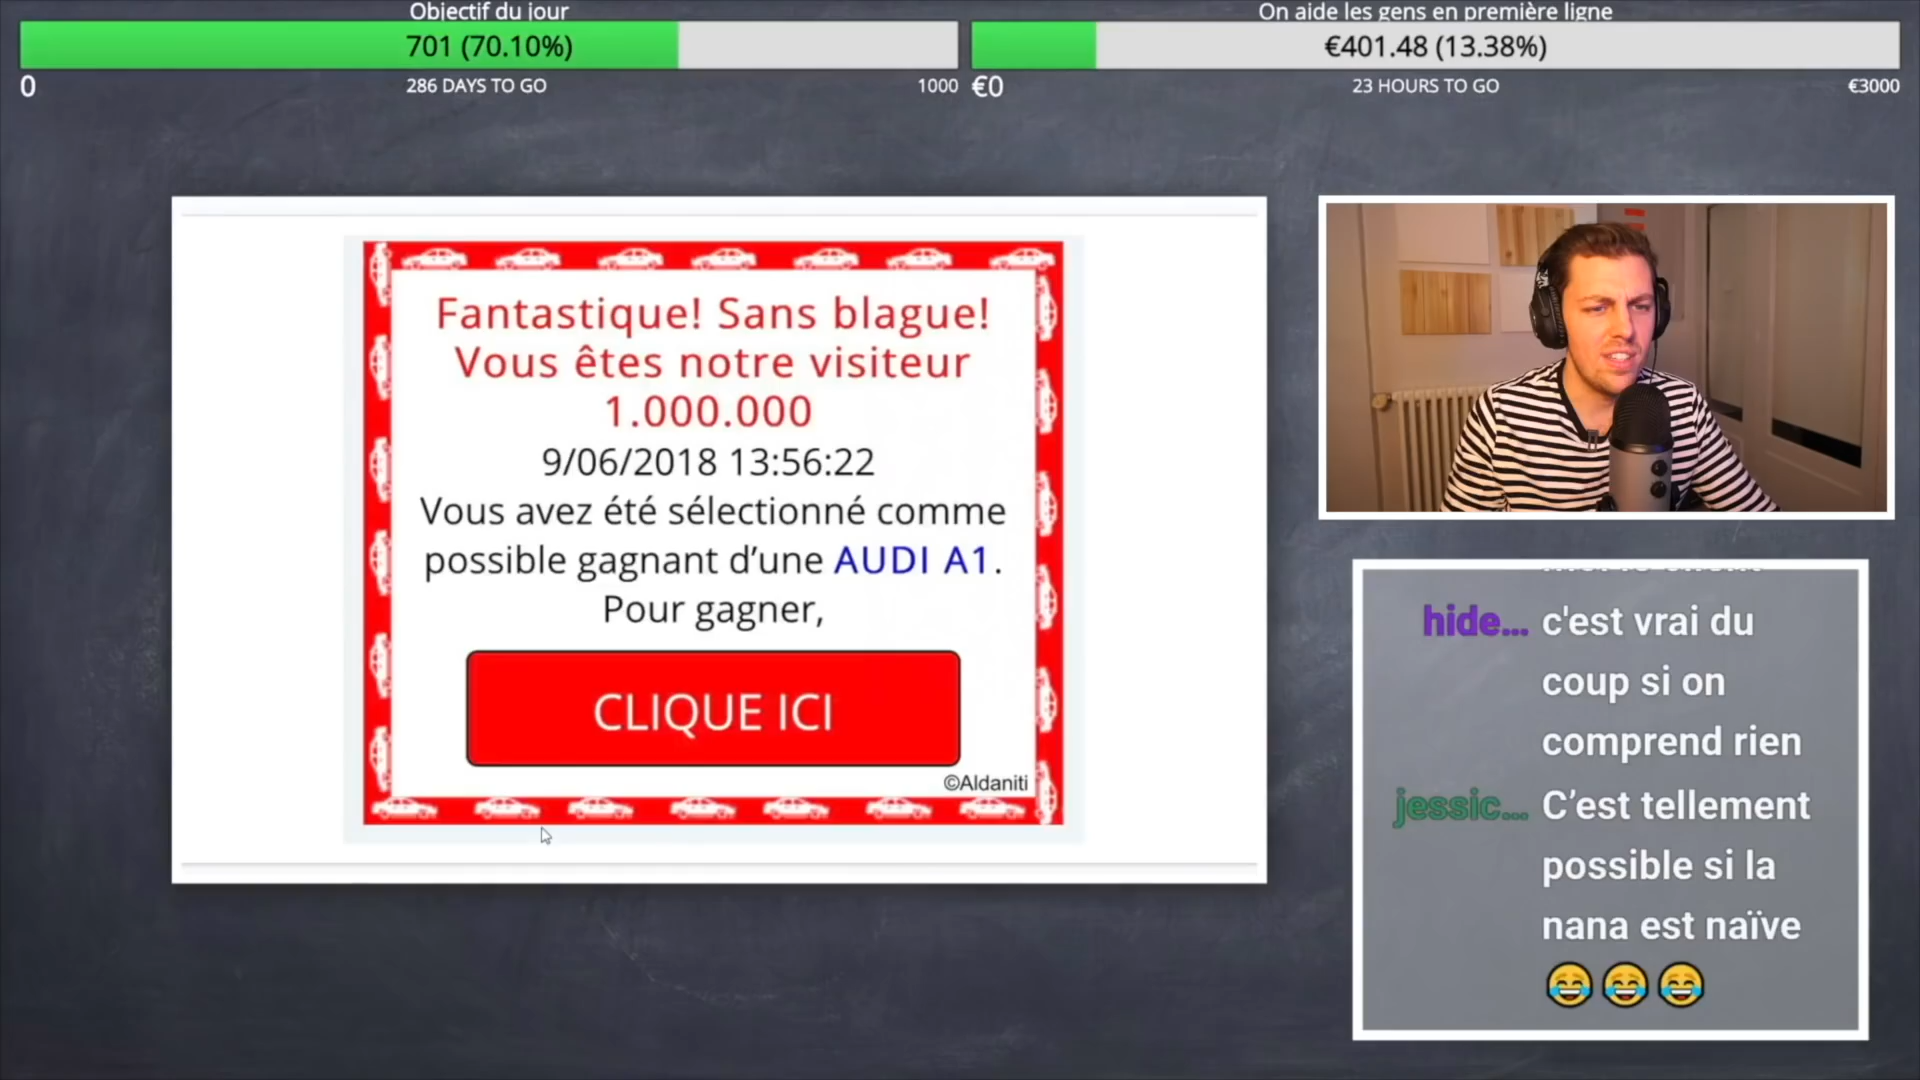 Objectif du jour
701 (70.10%)
0
286 DAYS TO GO
1000
On aide les gens en première ligne
€401.48 (13.38%)
€0
23 HOURS TO GO
€3000
Fantastique! Sans blague!
Vous êtes notre visiteur
1.000.000
9/06/2018 13:56:22
Vous avez été sélectionné comme
possible gagnant d’une AUDI A1.
Pour gagner,
CLIQUE ICI
©Aldaniti
hide... c'est vrai du
coup si on
comprend rien
jessic... C’est tellement
possible si la
nana est naïve
😂😂😂